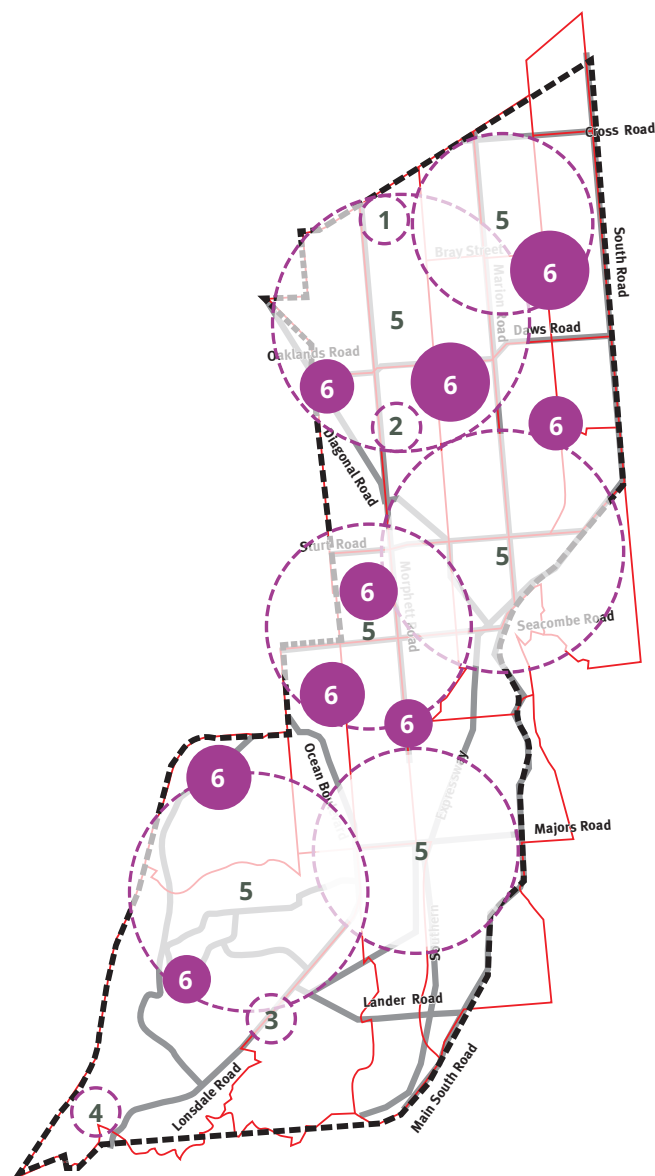 Cross Road
1
5
South Road
Bray Street
6
Marion Road
5
Daws Road
Oaklands Road
6
6
6
2
Diagonal Road
Sturt Road
5
6
Morphett Road
5
Seacombe Road
6
6
Ocean Bou
6
Expressway
Majors Road
5
5
Southern
6
Lander Road
3
Main South Road
Lonsdale Road
4